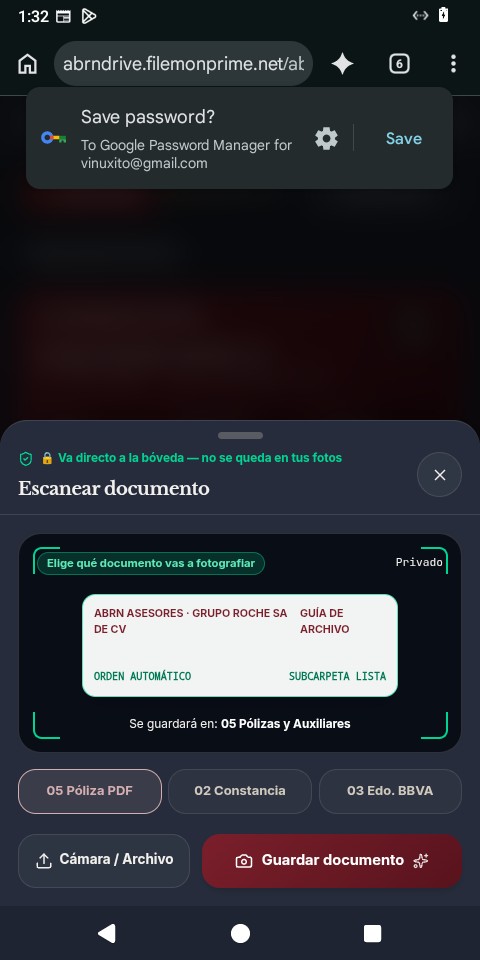 1:32
abrndrive.filemonprime.net/ab
6
Save password?
To Google Password Manager for
vinuxito@gmail.com
Save
🔒 Va directo a la bóveda — no se queda en tus fotos
Escanear documento
Elige qué documento vas a fotografiar
Privado
ABRN ASESORES · GRUPO ROCHE SA
DE CV
GUÍA DE
ARCHIVO
ORDEN AUTOMÁTICO
SUBCARPETA LISTA
Se guardará en: 05 Pólizas y Auxiliares
05 Póliza PDF
02 Constancia
03 Edo. BBVA
Cámara / Archivo
Guardar documento